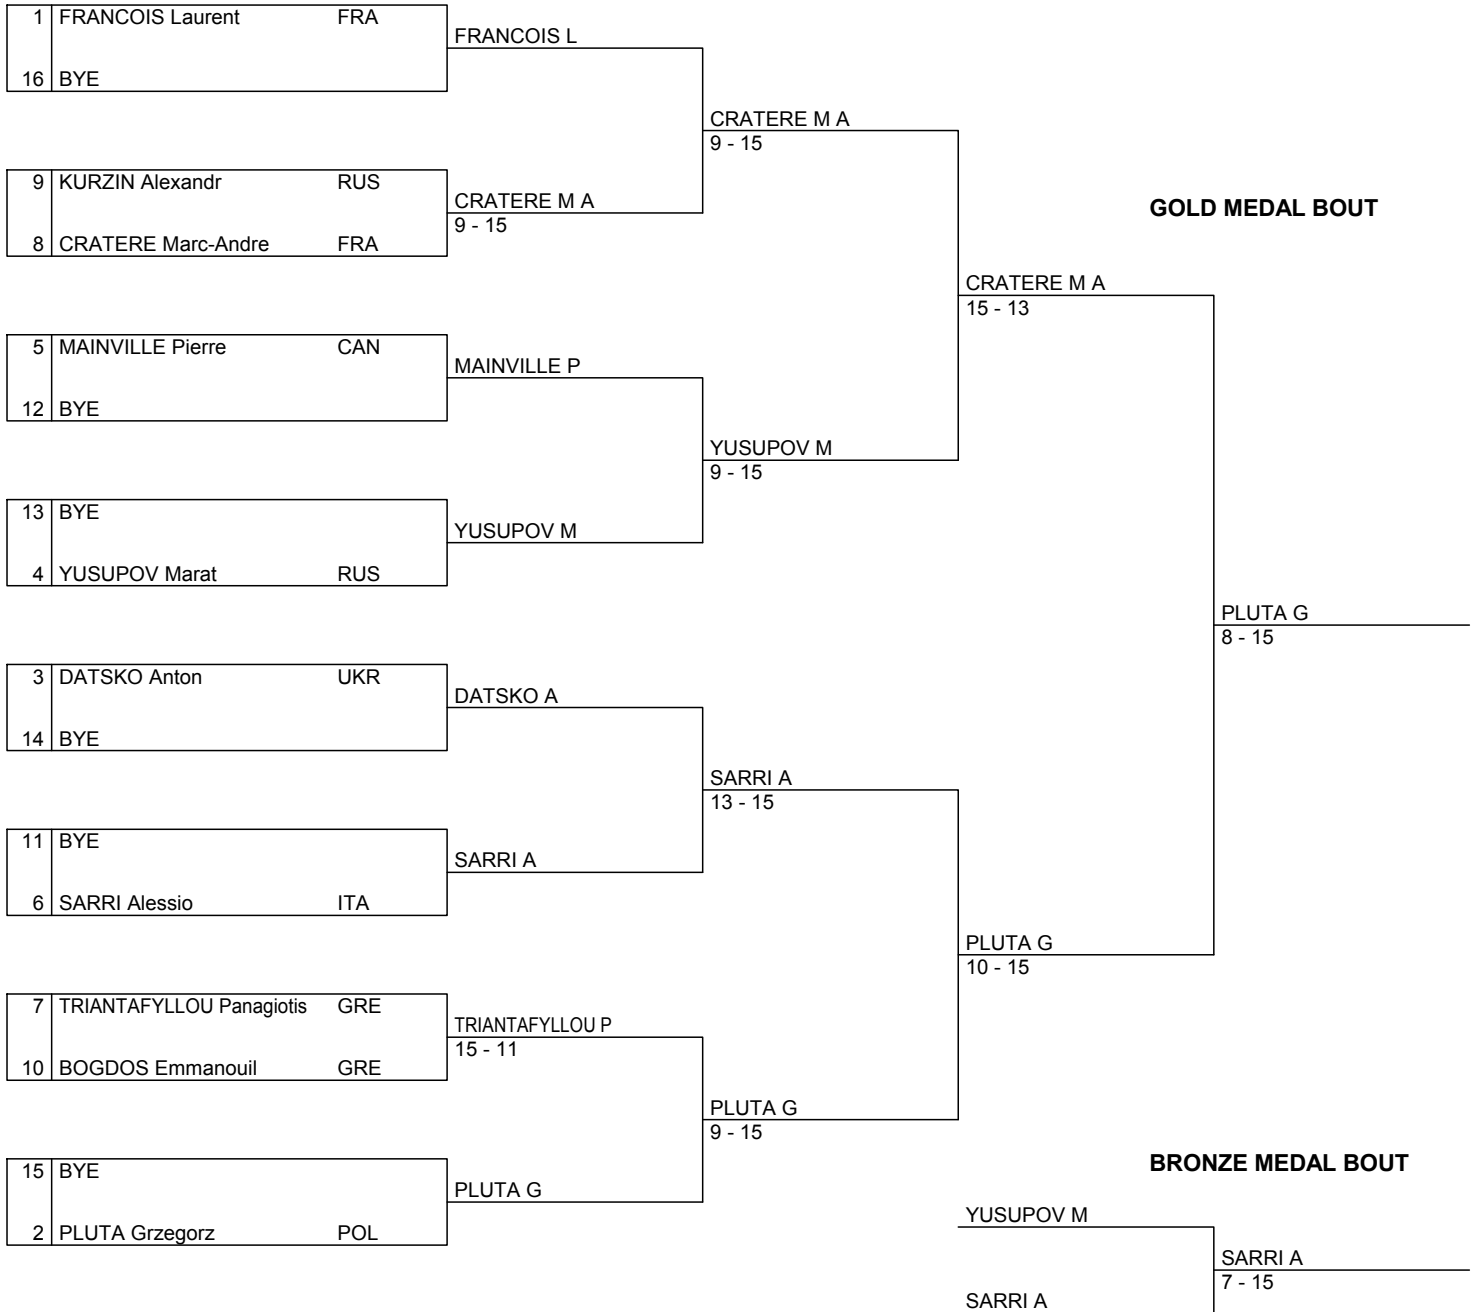 1 FRANCOIS Laurent FRA
FRANCOIS L
16 BYE
CRATERE M A
9 - 15
9 KURZIN Alexandr RUS
CRATERE M A
9 - 15
8 CRATERE Marc-Andre FRA
GOLD MEDAL BOUT
CRATERE M A
15 - 13
5 MAINVILLE Pierre CAN
MAINVILLE P
12 BYE
YUSUPOV M
9 - 15
13 BYE
YUSUPOV M
4 YUSUPOV Marat RUS
PLUTA G
8 - 15
3 DATSKO Anton UKR
DATSKO A
14 BYE
SARRI A
13 - 15
11 BYE
SARRI A
6 SARRI Alessio ITA
PLUTA G
10 - 15
7 TRIANTAFYLLOU Panagiotis GRE
TRIANTAFYLLOU P
15 - 11
10 BOGDOS Emmanouil GRE
PLUTA G
9 - 15
15 BYE
PLUTA G
2 PLUTA Grzegorz POL
BRONZE MEDAL BOUT
YUSUPOV M
SARRI A
7 - 15
SARRI A